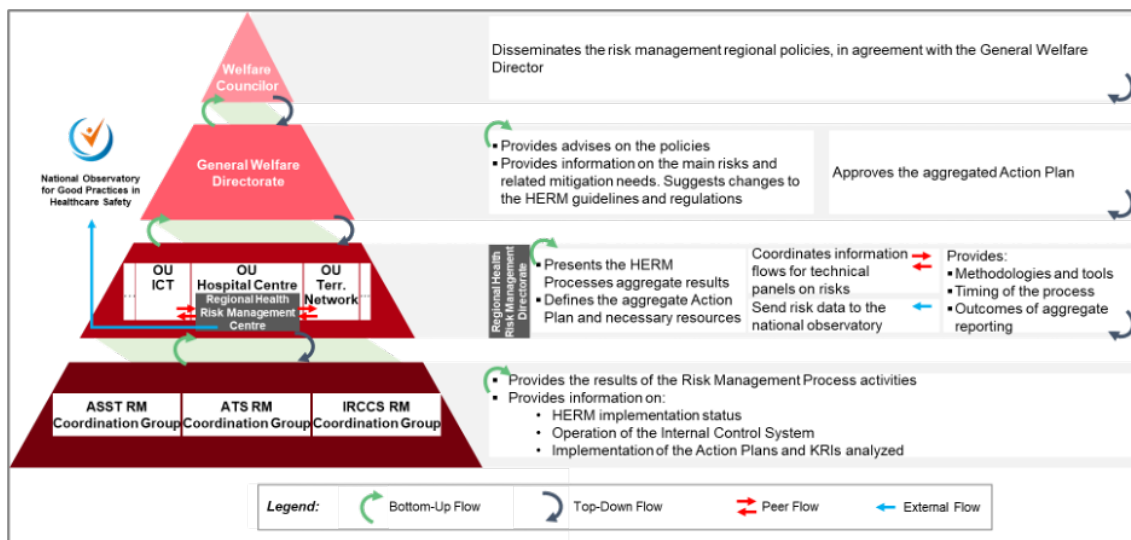 Welfare
Councilor
Disseminates the risk management regional policies, in agreement with the General Welfare
Director
National Observatory
for Good Practices in
Healthcare Safety
General Welfare
Directorate
▪ Provides advises on the policies
▪ Provides information on the main risks and
related mitigation needs. Suggests changes to
the HERM guidelines and regulations
Approves the aggregated Action Plan
...
OU
ICT
OU
Hospital Centre
OU
Terr.
Network
...
Regional Health
Risk Management
Centre
Regional Health
Risk Management
Directorate
▪ Presents the HERM
Processes aggregate results
▪ Defines the aggregate Action
Plan and necessary resources
Coordinates information
flows for technical
panels on risks
Send risk data to the
national observatory
Provides:
▪ Methodologies and tools
▪ Timing of the process
▪ Outcomes of aggregate
reporting
ASST RM
Coordination Group
ATS RM
Coordination Group
IRCCS RM
Coordination Group
▪ Provides the results of the Risk Management Process activities
▪ Provides information on:
• HERM implementation status
• Operation of the Internal Control System
• Implementation of the Action Plans and KRIs analyzed
Legend:
Bottom-Up Flow
Top-Down Flow
Peer Flow
External Flow